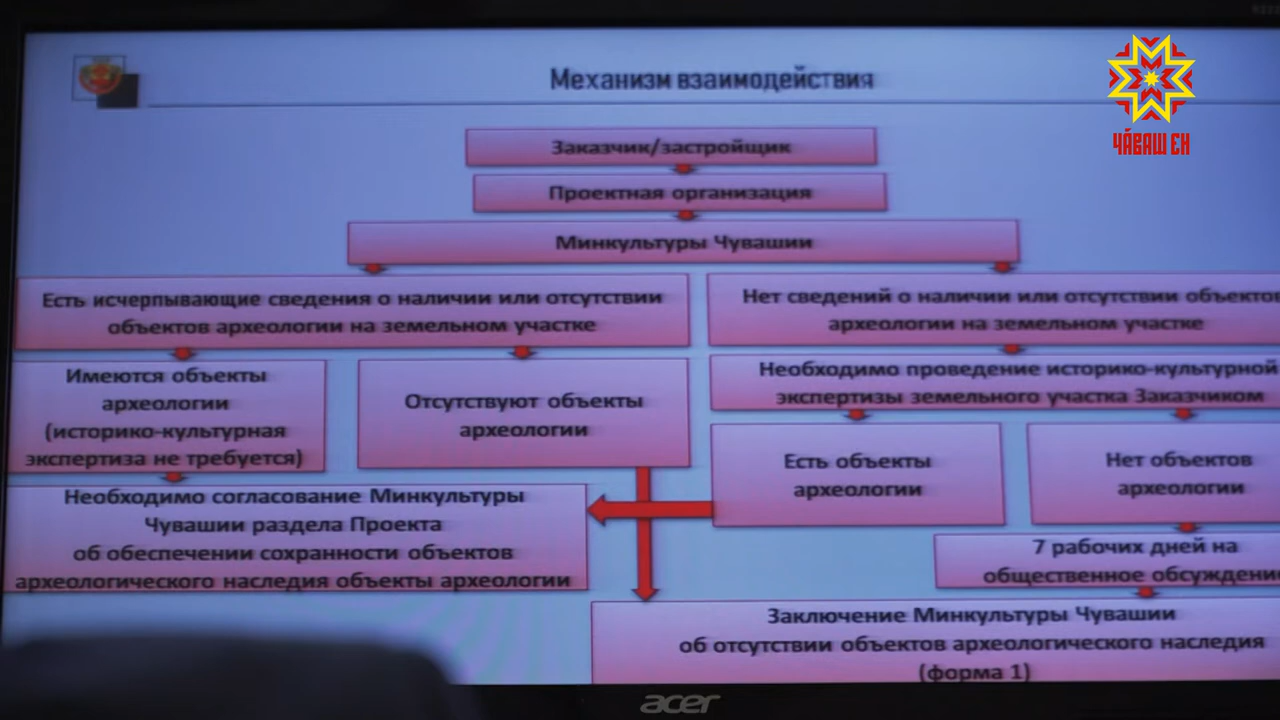 Механизм взаимодействия
ЧӐВАШ ЕН
Заказчик/застройщик
Проектная организация
Минкультуры Чувашии
Есть исчерпывающие сведения о наличии или отсутствии
объектов археологии на земельном участке
Нет сведений о наличии или отсутствии объектов
археологии на земельном участке
Имеются объекты
археологии
(историко-культурная
экспертиза не требуется)
Отсутствуют объекты
археологии
Необходимо проведение историко-культурной
экспертизы земельного участка Заказчиком
Есть объекты
археологии
Нет объектов
археологии
Необходимо согласование Минкультуры
Чувашии раздела Проекта
об обеспечении сохранности объектов
археологического наследия объекты археологии
7 рабочих дней на
общественное обсуждение
Заключение Минкультуры Чувашии
об отсутствии объектов археологического наследия
(форма 1)
acer